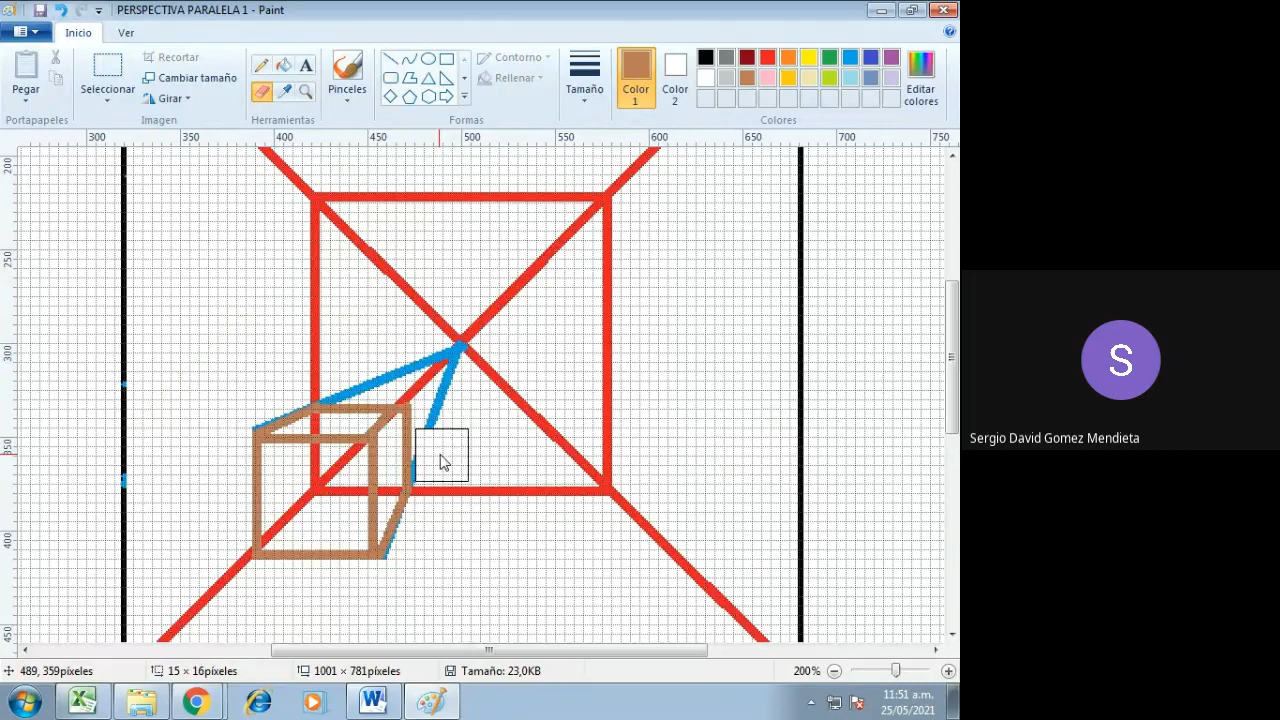 PERSPECTIVA PARALELA 1 - Paint
Inicio
Ver
Pegar
Seleccionar
Recortar
Cambiar tamaño
Girar
A
Pinceles
Contorno
Rellenar
Tamaño
Color 1
Color 2
Editar colores
Portapapeles
Imagen
Herramientas
Formas
Colores
300
350
400
450
500
550
600
650
700
750
200
250
300
350
400
450
S
Sergio David Gomez Mendieta
489, 359píxeles
15 × 16píxeles
1001 × 781píxeles
Tamaño: 23,0KB
200%
11:51 a.m.
25/05/2021